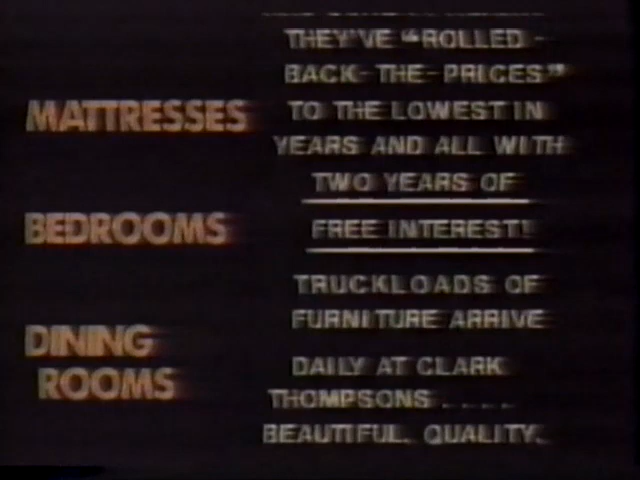 MATTRESSES
BEDROOMS
DINING
ROOMS
THEY'VE "ROLLED-
BACK-THE-PRICES"
TO THE LOWEST IN
YEARS AND ALL WITH
TWO YEARS OF
FREE INTEREST!
TRUCKLOADS OF
FURNITURE ARRIVE
DAILY AT CLARK
THOMPSONS ....
BEAUTIFUL, QUALITY,